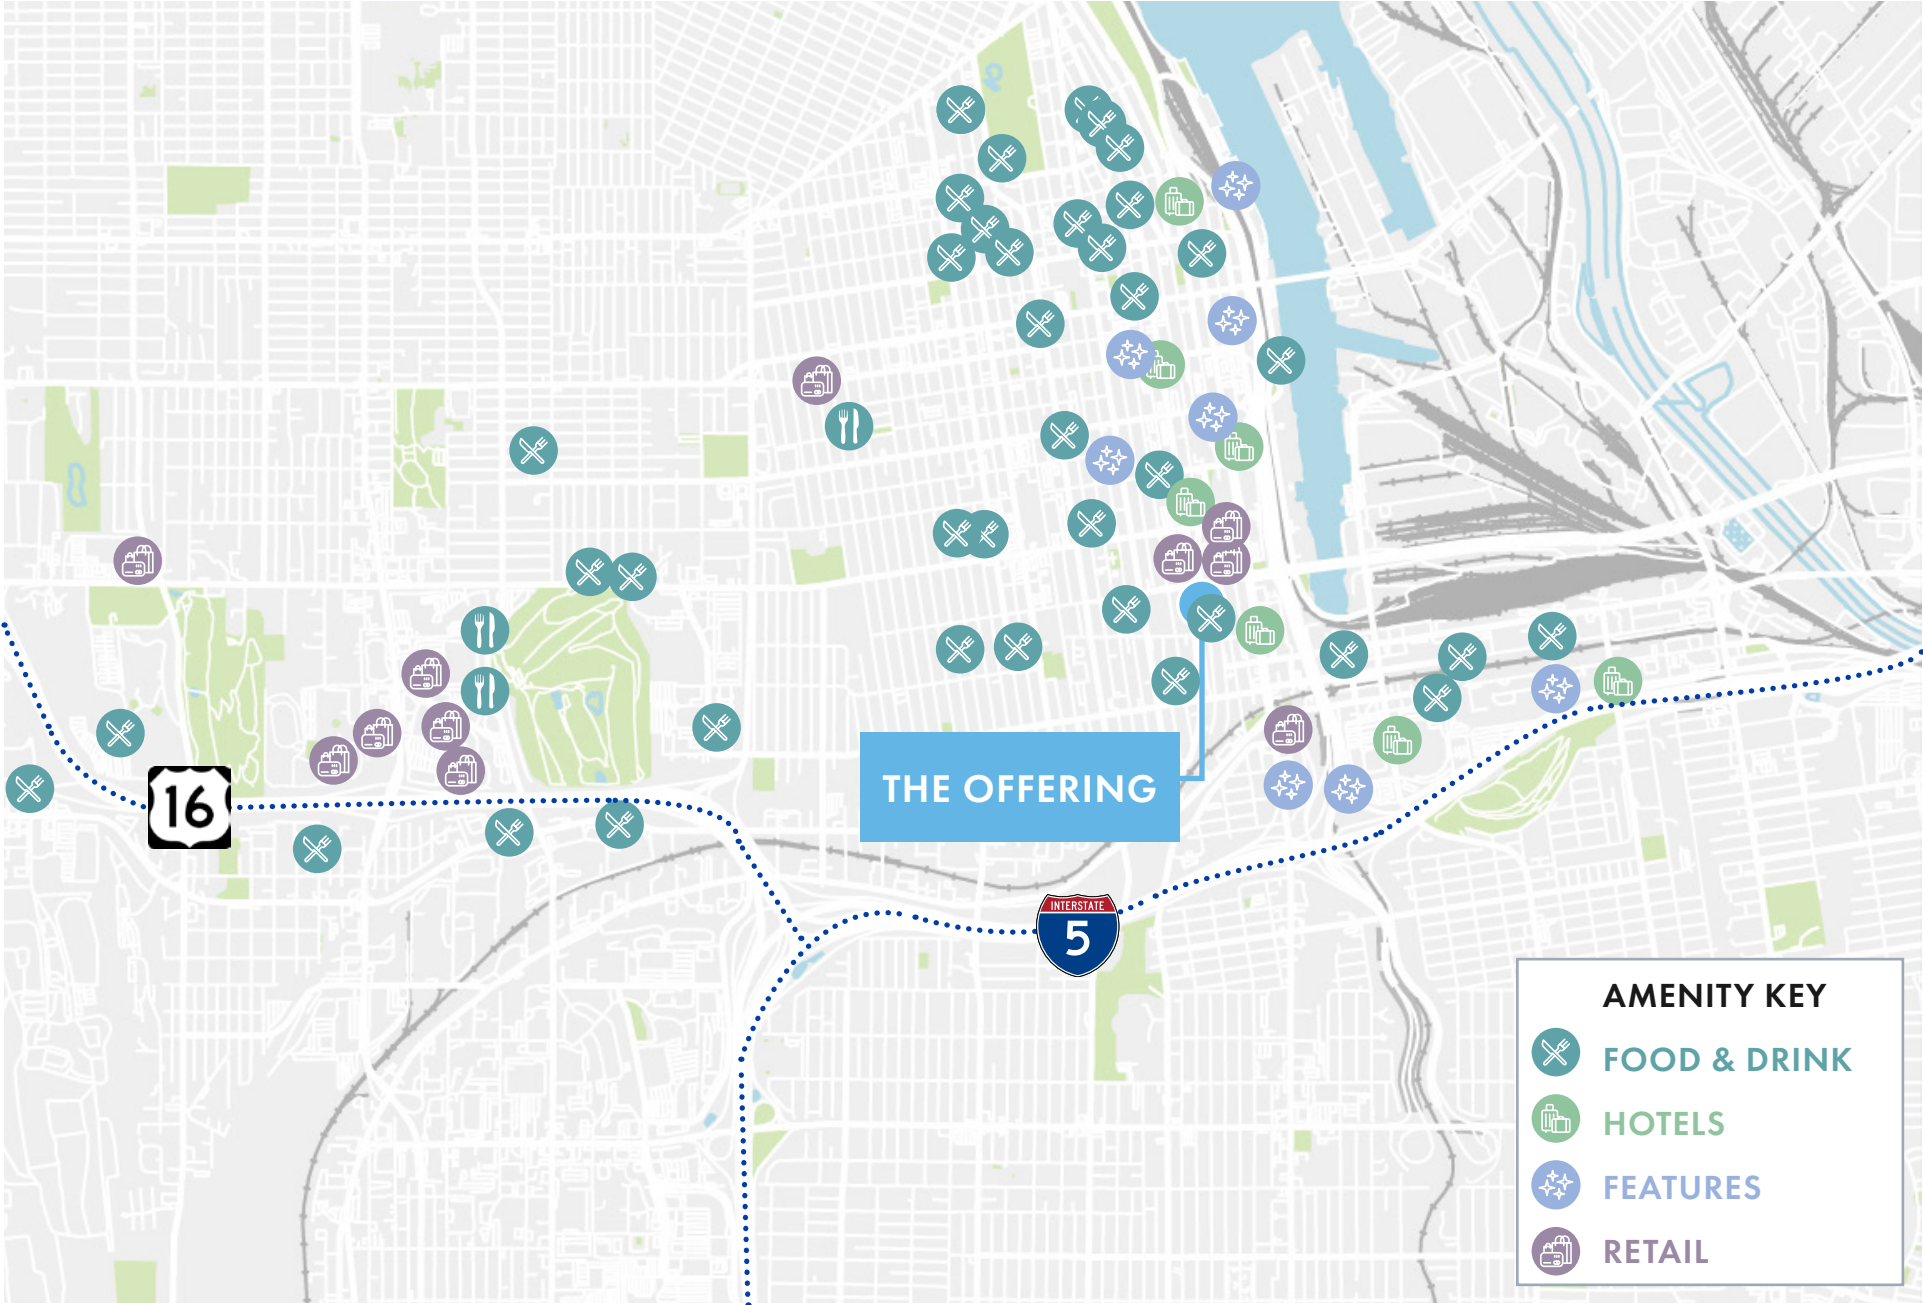 THE OFFERING
16
INTERSTATE
5
AMENITY KEY
FOOD & DRINK
HOTELS
FEATURES
RETAIL